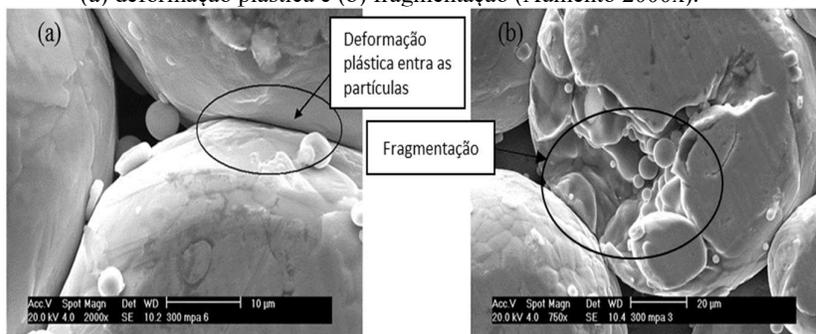 (a) deformação plástica e (b) fragmentação (Aumento 2000x).
(a)
Deformação
plástica entra as
partículas
(b)
Fragmentação
Acc.V Spot Magn Det WD 10 µm
20.0 kV 4.0 2000x SE 10.2 300 mpa 6
Acc.V Spot Magn Det WD 20 µm
20.0 kV 4.0 750x SE 10.4 300 mpa 3